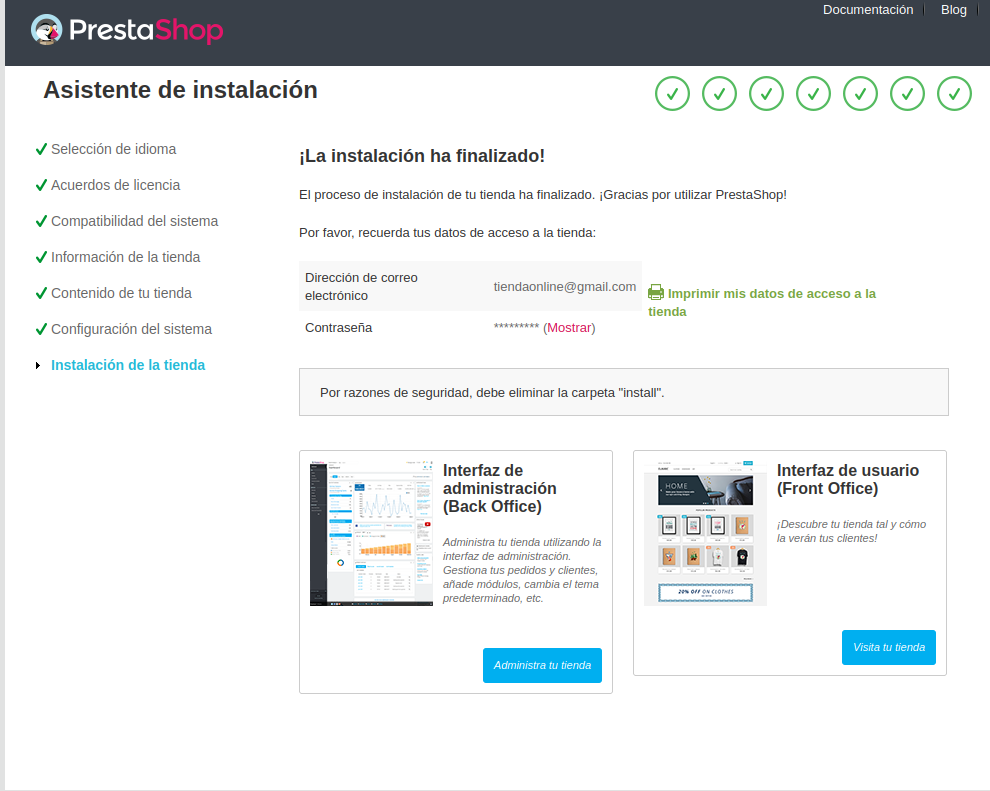 Documentación
Blog
PrestaShop
Asistente de instalación
Selección de idioma
Acuerdos de licencia
Compatibilidad del sistema
Información de la tienda
Contenido de tu tienda
Configuración del sistema
Instalación de la tienda
¡La instalación ha finalizado!
El proceso de instalación de tu tienda ha finalizado. ¡Gracias por utilizar PrestaShop!
Por favor, recuerda tus datos de acceso a la tienda:
Dirección de correo
electrónico
tiendaonline@gmail.com
Contraseña
********* (Mostrar)
Imprimir mis datos de acceso a la
tienda
Por razones de seguridad, debe eliminar la carpeta "install".
Interfaz de
administración
(Back Office)
Administra tu tienda utilizando la
interfaz de administración.
Gestiona tus pedidos y clientes,
añade módulos, cambia el tema
predeterminado, etc.
Administra tu tienda
HOME
20% OFF ON CLOTHES
Interfaz de usuario
(Front Office)
¡Descubre tu tienda tal y cómo
la verán tus clientes!
Visita tu tienda